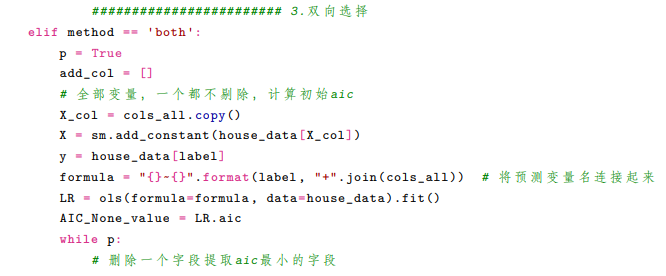 ######################## 3.双向选择
elif method == 'both':
    p = True
    add_col = []
    # 全部变量，一个都不剔除，计算初始aic
    X_col = cols_all.copy()
    X = sm.add_constant(house_data[X_col])
    y = house_data[label]
    formula = "{}~{}".format(label, "+".join(cols_all))  # 将预测变量名连接起来
    LR = ols(formula=formula, data=house_data).fit()
    AIC_None_value = LR.aic
    while p:
        # 删除一个字段提取aic最小的字段